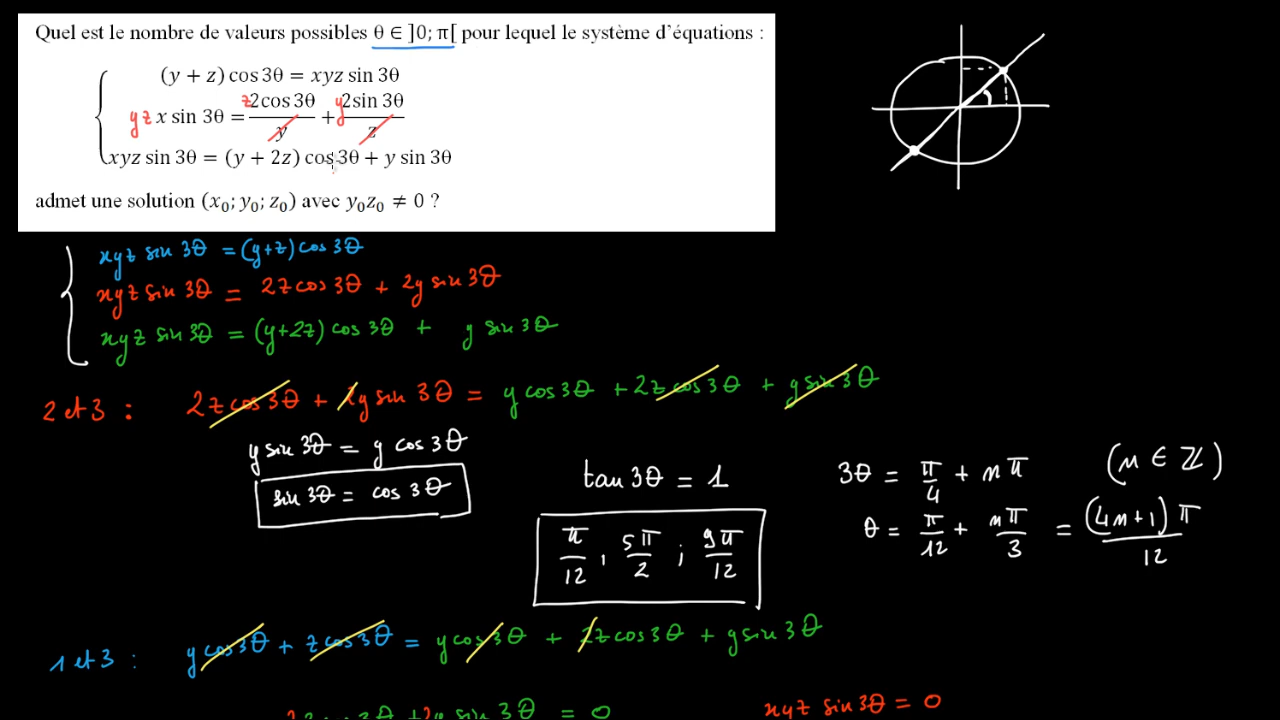 Quel est le nombre de valeurs possibles θ ∈ ]0; π[ pour lequel le système d'équations :
(y + z) cos 3θ = xyz sin 3θ
yz x sin 3θ = z2cos 3θ / y + y2sin 3θ / z
xyz sin 3θ = (y + 2z) cos 3θ + y sin 3θ
admet une solution (x₀; y₀; z₀) avec y₀z₀ ≠ 0 ?
xyz sin 3θ = (y+z) cos 3θ
xyz sin 3θ = 2z cos 3θ + 2y sin 3θ
xyz sin 3θ = (y+2z) cos 3θ + y sin 3θ
2 et 3 : 2z cos 3θ + 2y sin 3θ = y cos 3θ + 2z cos 3θ + y sin 3θ
y sin 3θ = y cos 3θ
sin 3θ = cos 3θ
tan 3θ = 1
π/12 , 5π/2 ; 9π/12
3θ = π/4 + nπ (n ∈ ℤ)
θ = π/12 + nπ/3 = (4n+1)π/12
1 et 3 : y cos 3θ + z cos 3θ = y cos 3θ + 2z cos 3θ + y sin 3θ
sin 3θ = 0
xyz sin 3θ = 0